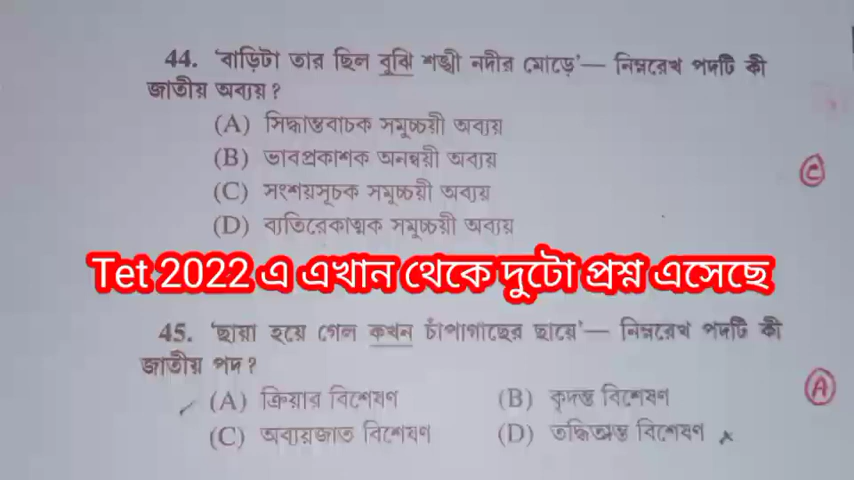 44. 'বাড়িটা তার ছিল বুঝি শঙ্খী নদীর মোড়ে'— নিম্নরেখ পদটি কী
জাতীয় অব্যয়?
(A) সিদ্ধান্তবাচক সমুচ্চয়ী অব্যয়
(B) ভাবপ্রকাশক অনন্বয়ী অব্যয়
(C) সংশয়সূচক সমুচ্চয়ী অব্যয়
C
(D) ব্যতিরেকাত্মক সমুচ্চয়ী অব্যয়
Tet 2022 এ এখান থেকে দুটো প্রশ্ন এসেছে
45. 'ছায়া হয়ে গেল কখন চাঁপাগাছের ছায়ে'— নিম্নরেখ পদটি কী
জাতীয় পদ?
(A) ক্রিয়ার বিশেষণ (B) কৃদন্ত বিশেষণ
A
(C) অব্যয়জাত বিশেষণ (D) তদ্ধিতান্ত বিশেষণ